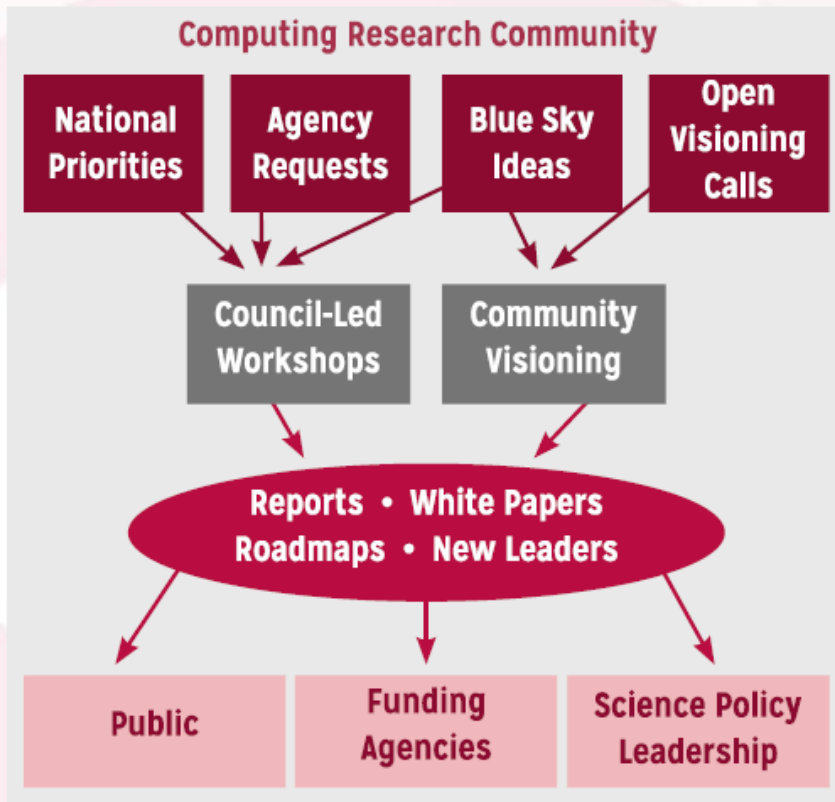 Computing Research Community
National
Priorities
Agency
Requests
Blue Sky
Ideas
Open
Visioning
Calls
Council-Led
Workshops
Community
Visioning
Reports • White Papers
Roadmaps • New Leaders
Public
Funding
Agencies
Science Policy
Leadership